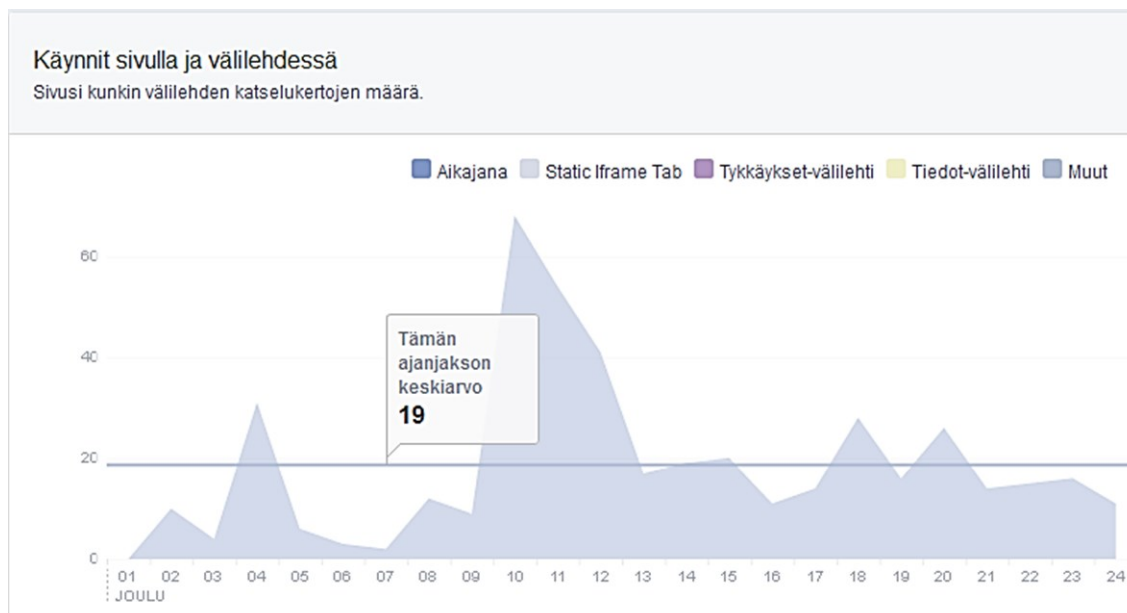 Käynnit sivulla ja välilehdessä
Sivusi kunkin välilehden katselukertojen määrä.
Aikajana Static Iframe Tab Tykkäykset-välilehti Tiedot-välilehti Muut
60
40
20
0
Tämän
ajanjakson
keskiarvo
19
01 02 03 04 05 06 07 08 09 10 11 12 13 14 15 16 17 18 19 20 21 22 23 24
JOULU